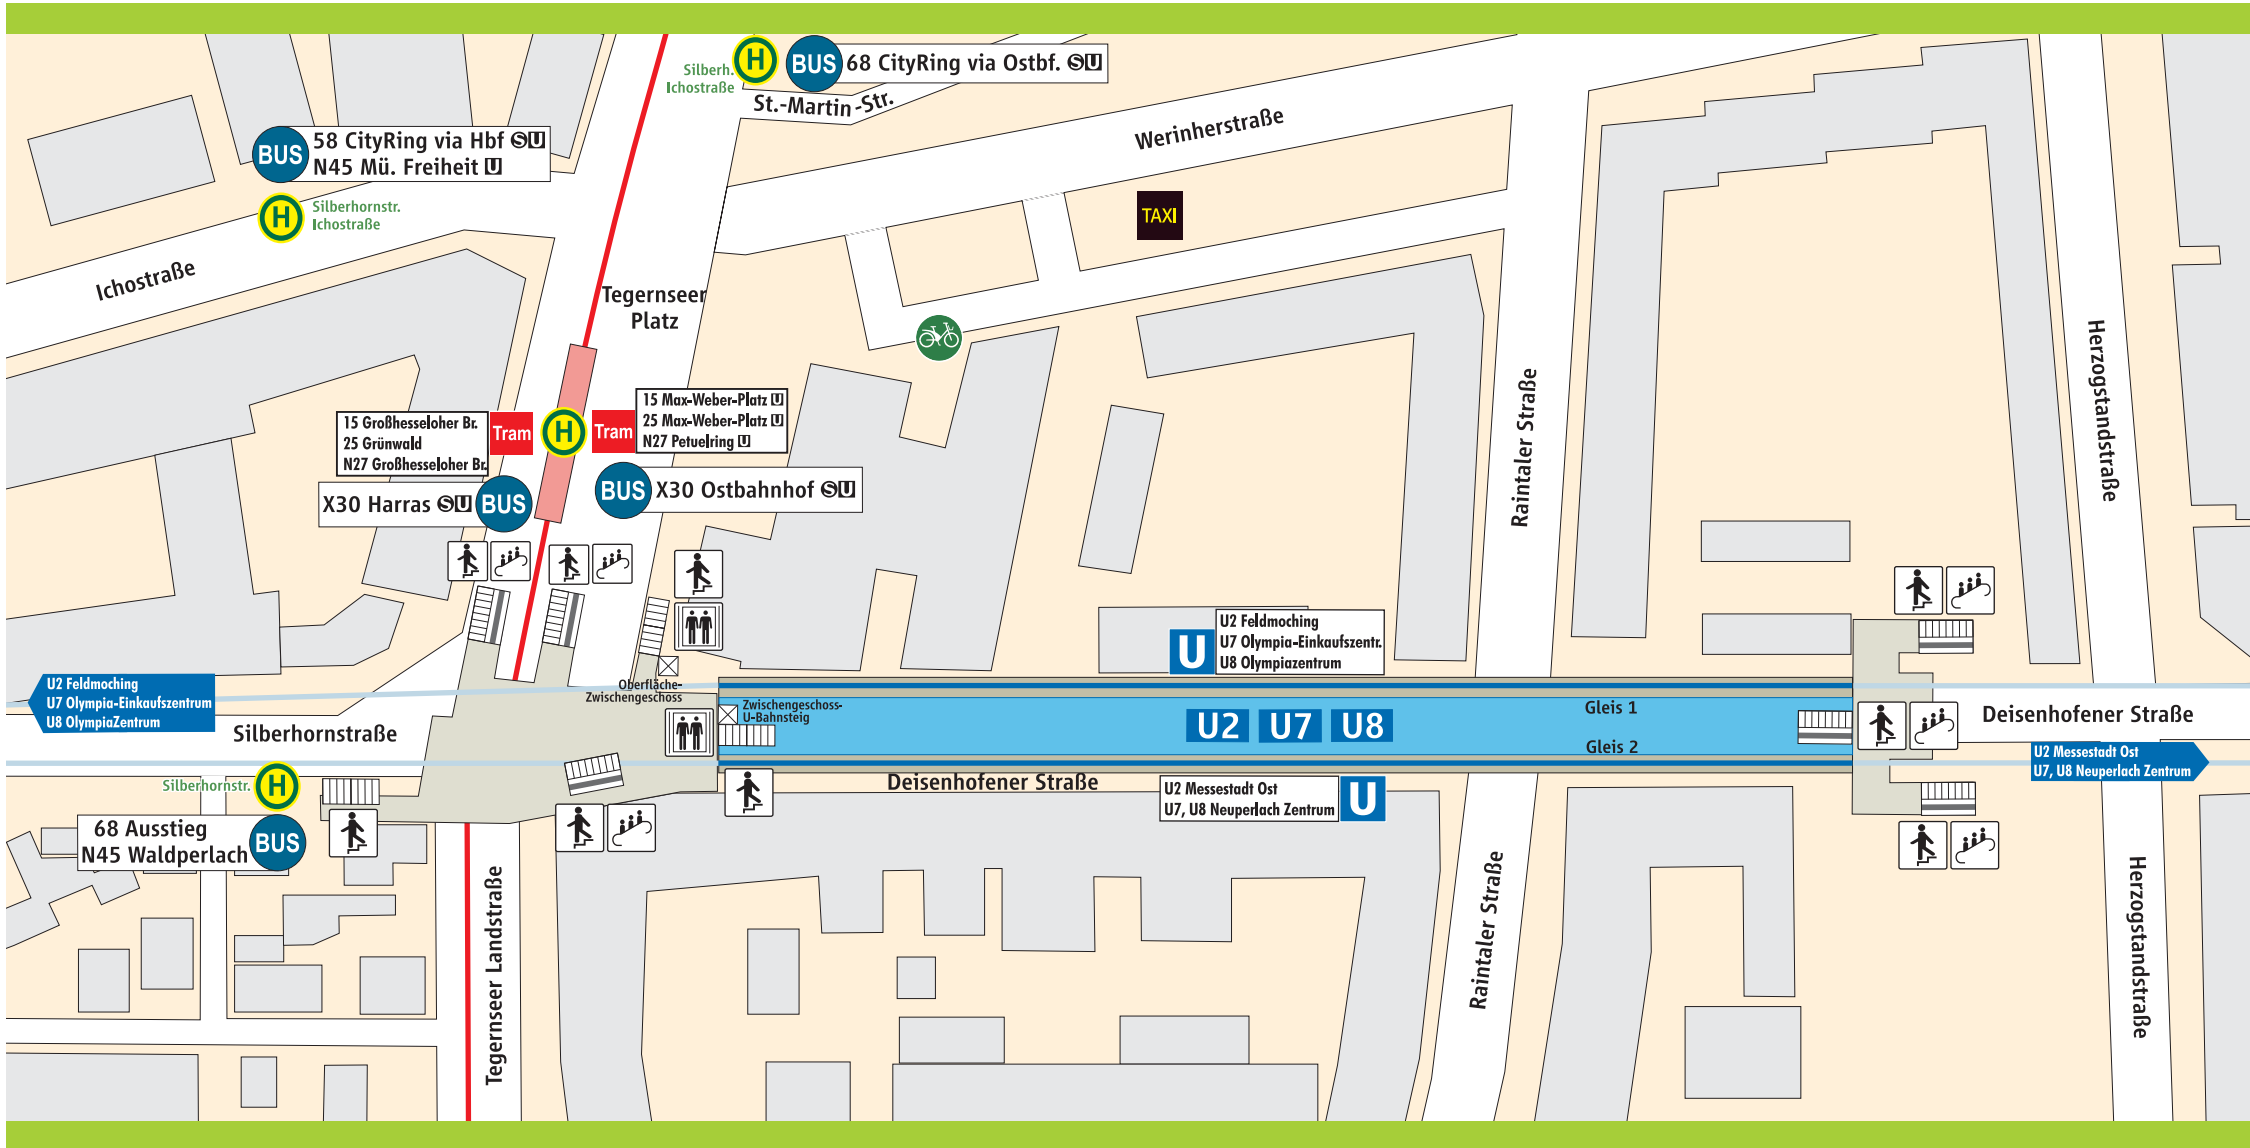 Silberh.
Ichostraße
H
BUS
68 CityRing via Ostbf. SU
St.-Martin-Str.
Werinherstraße
BUS
58 CityRing via Hbf SU
N45 Mü. Freiheit U
H
Silberhornstr.
Ichostraße
TAXI
Ichostraße
Tegernseer
Platz
Herzogstandstraße
Raintaler Straße
15 Großhesseloher Br.
25 Grünwald
N27 Großhesseloher Br.
Tram
H
Tram
15 Max-Weber-Platz U
25 Max-Weber-Platz U
N27 Petuelring U
X30 Harras SU
BUS
BUS
X30 Ostbahnhof SU
U
U2 Feldmoching
U7 Olympia-Einkaufszentr.
U8 Olympiazentrum
U2 Feldmoching
U7 Olympia-Einkaufszentrum
U8 OlympiaZentrum
Oberfläche-
Zwischengeschoss
Zwischengeschoss-
U-Bahnsteig
U2
U7
U8
Gleis 1
Gleis 2
Silberhornstraße
Deisenhofener Straße
U2 Messestadt Ost
U7, U8 Neuperlach Zentrum
Silberhornstr.
H
Deisenhofener Straße
U2 Messestadt Ost
U7, U8 Neuperlach Zentrum
U
68 Ausstieg
N45 Waldperlach
BUS
Tegernseer Landstraße
Raintaler Straße
Herzogstandstraße